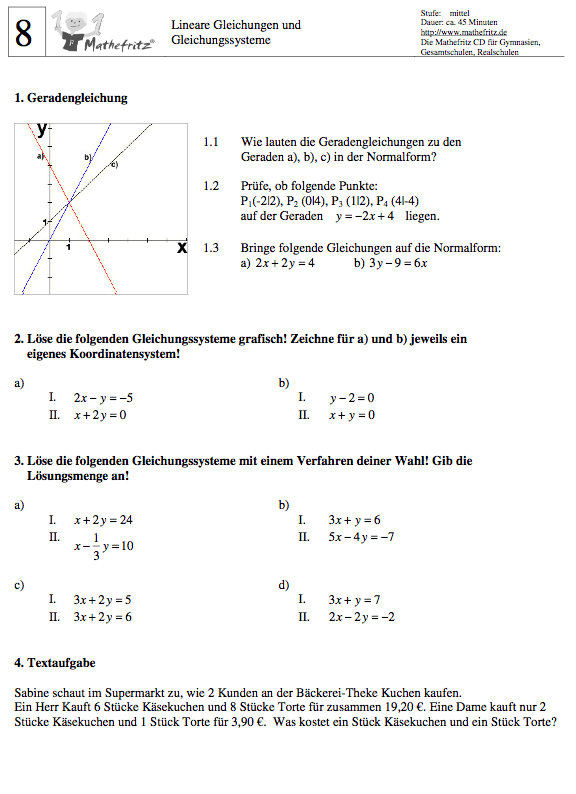 8
1 1
F
Mathefritz®
Lineare Gleichungen und
Gleichungssysteme
Stufe: mittel
Dauer: ca. 45 Minuten
http://www.mathefritz.de
Die Mathefritz CD für Gymnasien,
Gesamtschulen, Realschulen
1. Geradengleichung
y
a)
b)
c)
1
1
x
1.1 Wie lauten die Geradengleichungen zu den
Geraden a), b), c) in der Normalform?
1.2 Prüfe, ob folgende Punkte:
P₁(-2|2), P₂ (0|4), P₃ (1|2), P₄ (4|-4)
auf der Geraden y = −2x + 4 liegen.
1.3 Bringe folgende Gleichungen auf die Normalform:
a) 2x + 2y = 4 b) 3y − 9 = 6x
2. Löse die folgenden Gleichungssysteme grafisch! Zeichne für a) und b) jeweils ein
eigenes Koordinatensystem!
a)
I. 2x − y = −5
II. x + 2y = 0
b)
I. y − 2 = 0
II. x + y = 0
3. Löse die folgenden Gleichungssysteme mit einem Verfahren deiner Wahl! Gib die
Lösungsmenge an!
a)
I. x + 2y = 24
II. x − 1/3 y = 10
b)
I. 3x + y = 6
II. 5x − 4y = −7
c)
I. 3x + 2y = 5
II. 3x + 2y = 6
d)
I. 3x + y = 7
II. 2x − 2y = −2
4. Textaufgabe
Sabine schaut im Supermarkt zu, wie 2 Kunden an der Bäckerei-Theke Kuchen kaufen.
Ein Herr Kauft 6 Stücke Käsekuchen und 8 Stücke Torte für zusammen 19,20 €. Eine Dame kauft nur 2
Stücke Käsekuchen und 1 Stück Torte für 3,90 €. Was kostet ein Stück Käsekuchen und ein Stück Torte?